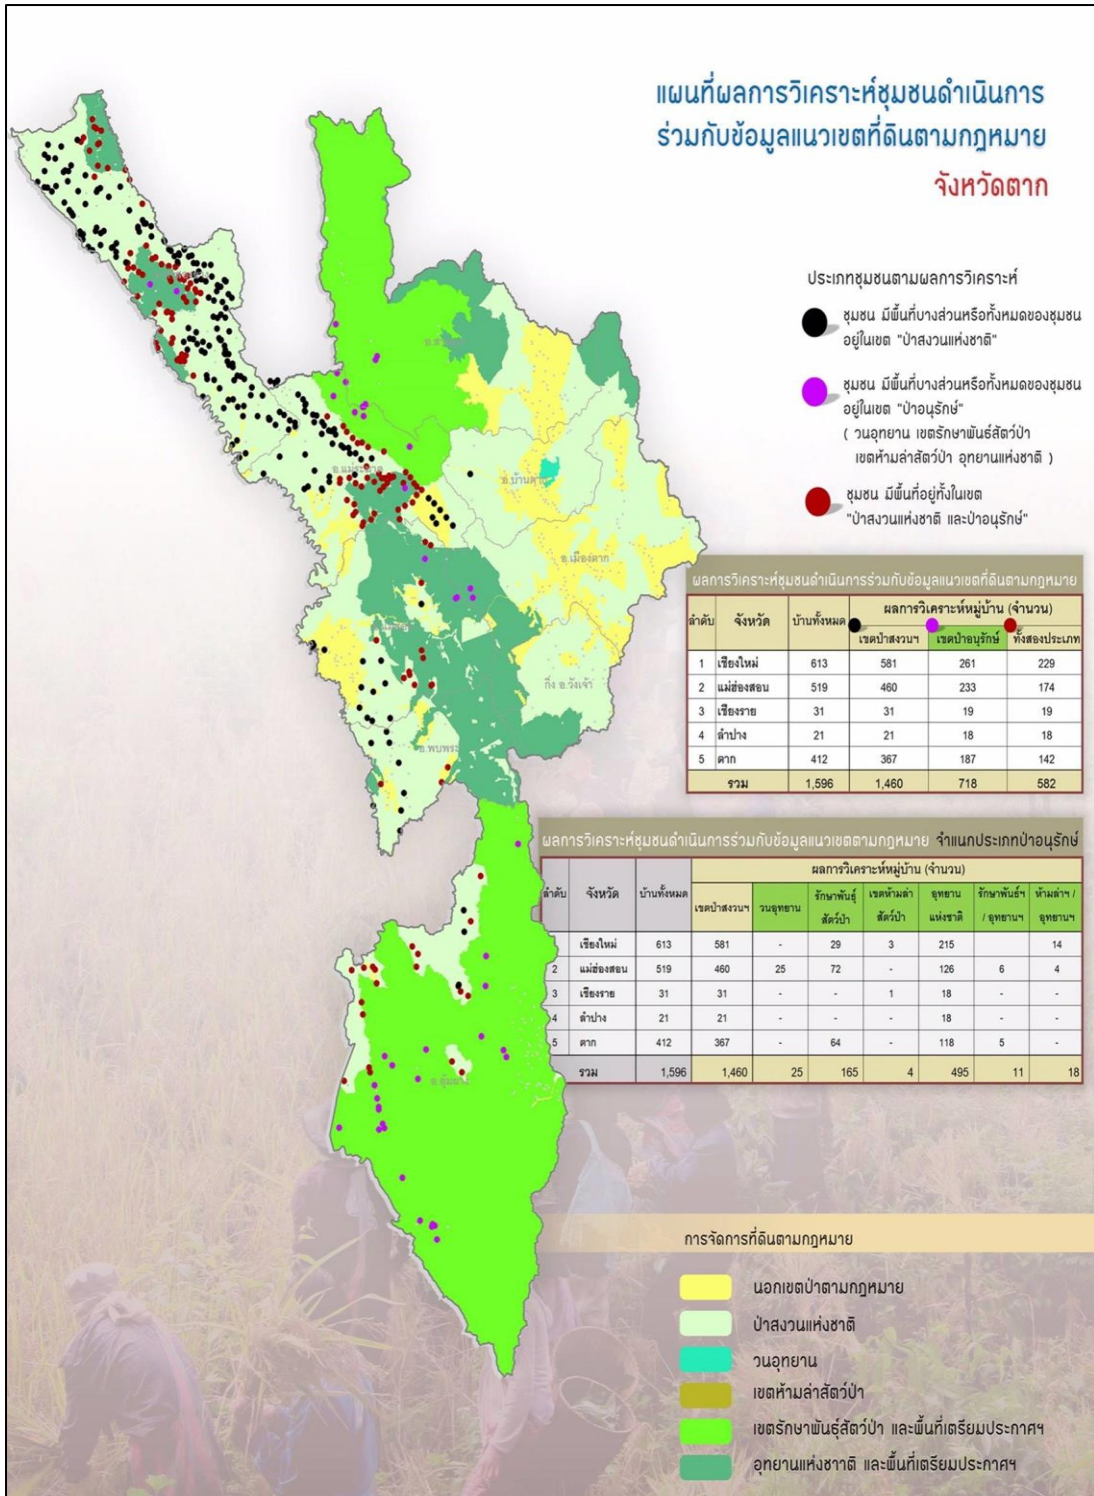 แผนที่ผลการวิเคราะห์ชุมชนดำเนินการ
ร่วมกับข้อมูลแนวเขตที่ดินตามกฎหมาย
จังหวัดตาก
ประเภทชุมชนตามผลการวิเคราะห์
ชุมชน มีพื้นที่บางส่วนหรือทั้งหมดของชุมชน
อยู่ในเขต "ป่าสงวนแห่งชาติ"
ชุมชน มีพื้นที่บางส่วนหรือทั้งหมดของชุมชน
อยู่ในเขต "ป่าอนุรักษ์"
( วนอุทยาน เขตรักษาพันธ์สัตว์ป่า
เขตห้ามล่าสัตว์ป่า อุทยานแห่งชาติ )
ชุมชน มีพื้นที่อยู่ทั้งในเขต
"ป่าสงวนแห่งชาติ และป่าอนุรักษ์"
อ.แม่ระมาด
อ.บ้านตาก
อ.เมืองตาก
กิ่ง อ.วังเจ้า
อ.พบพระ
อ.อุ้มผาง
ผลการวิเคราะห์ชุมชนดำเนินการร่วมกับข้อมูลแนวเขตที่ดินตามกฎหมาย
ลำดับ จังหวัด บ้านทั้งหมด ผลการวิเคราะห์หมู่บ้าน (จำนวน)
เขตป่าสงวนฯ เขตป่าอนุรักษ์ ทั้งสองประเภท
1 เชียงใหม่ 613 581 261 229
2 แม่ฮ่องสอน 519 460 233 174
3 เชียงราย 31 31 19 19
4 ลำปาง 21 21 18 18
5 ตาก 412 367 187 142
รวม 1,596 1,460 718 582
ผลการวิเคราะห์ชุมชนดำเนินการร่วมกับข้อมูลแนวเขตตามกฎหมาย จำแนกประเภทป่าอนุรักษ์
ลำดับ จังหวัด บ้านทั้งหมด ผลการวิเคราะห์หมู่บ้าน (จำนวน)
เขตป่าสงวนฯ วนอุทยาน รักษาพันธุ์ เขตห้ามล่า อุทยาน รักษาพันธ์ฯ ห้ามล่าฯ /
สัตว์ป่า สัตว์ป่า แห่งชาติ / อุทยานฯ อุทยานฯ
เชียงใหม่ 613 581 - 29 3 215 14
2 แม่ฮ่องสอน 519 460 25 72 - 126 6 4
3 เชียงราย 31 31 - - 1 18 - -
4 ลำปาง 21 21 - - - 18 - -
5 ตาก 412 367 - 64 - 118 5 -
รวม 1,596 1,460 25 165 4 495 11 18
การจัดการที่ดินตามกฎหมาย
นอกเขตป่าตามกฎหมาย
ป่าสงวนแห่งชาติ
วนอุทยาน
เขตห้ามล่าสัตว์ป่า
เขตรักษาพันธุ์สัตว์ป่า และพื้นที่เตรียมประกาศฯ
อุทยานแห่งชาาติ และพื้นที่เตรียมประกาศฯ